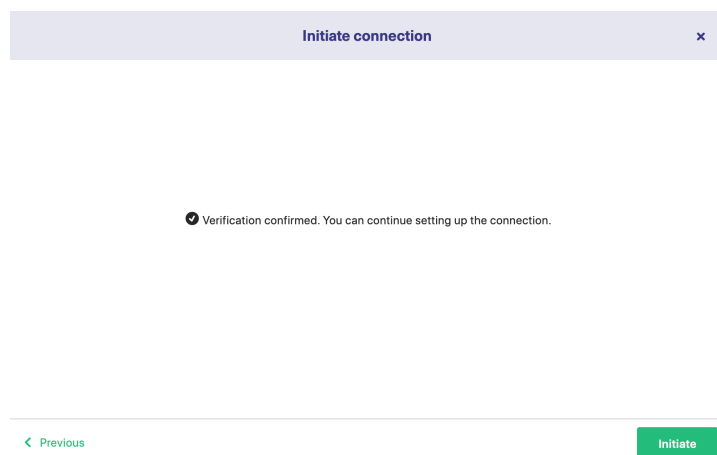 Initiate connection
Verification confirmed. You can continue setting up the connection.
Previous
Initiate